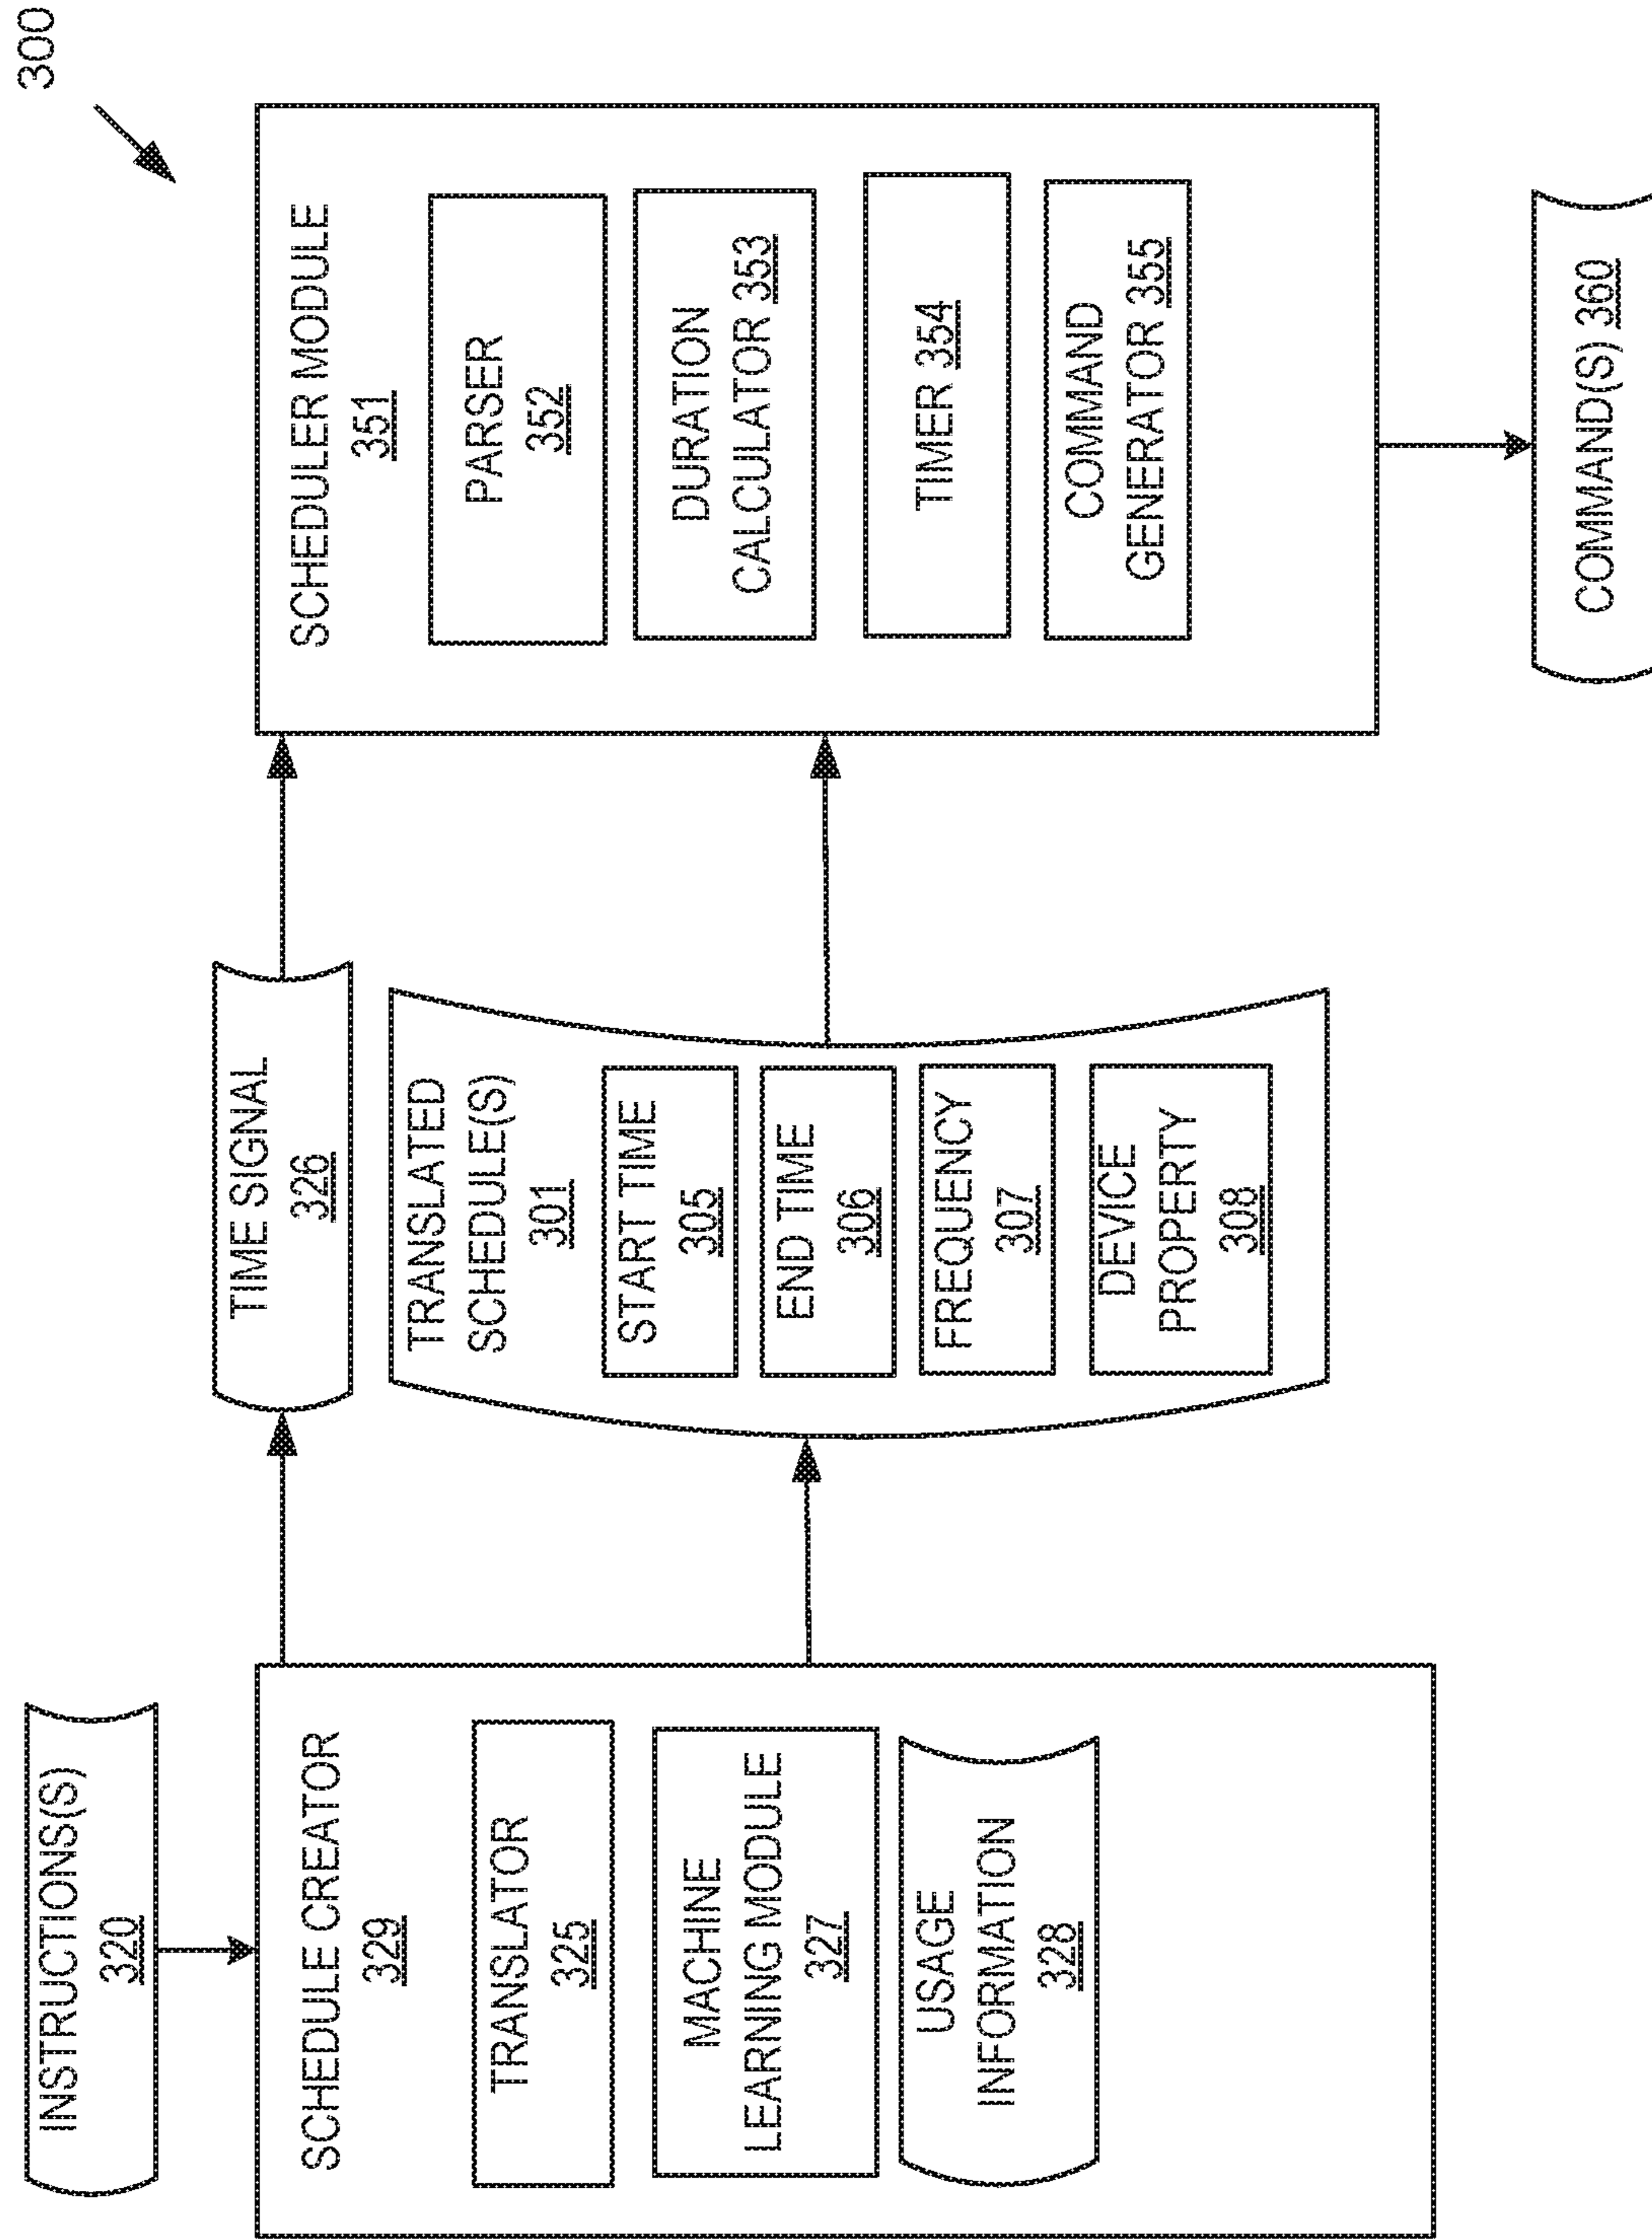 300
INSTRUCTIONS(S)
320
SCHEDULE CREATOR
329
TRANSLATOR
325
MACHINE
LEARNING MODULE
327
USAGE
INFORMATION
328
TIME SIGNAL
326
TRANSLATED
SCHEDULE(S)
301
START TIME
305
END TIME
306
FREQUENCY
307
DEVICE
PROPERTY
308
SCHEDULER MODULE
351
PARSER
352
DURATION
CALCULATOR 353
TIMER 354
COMMAND
GENERATOR 355
COMMAND(S) 360